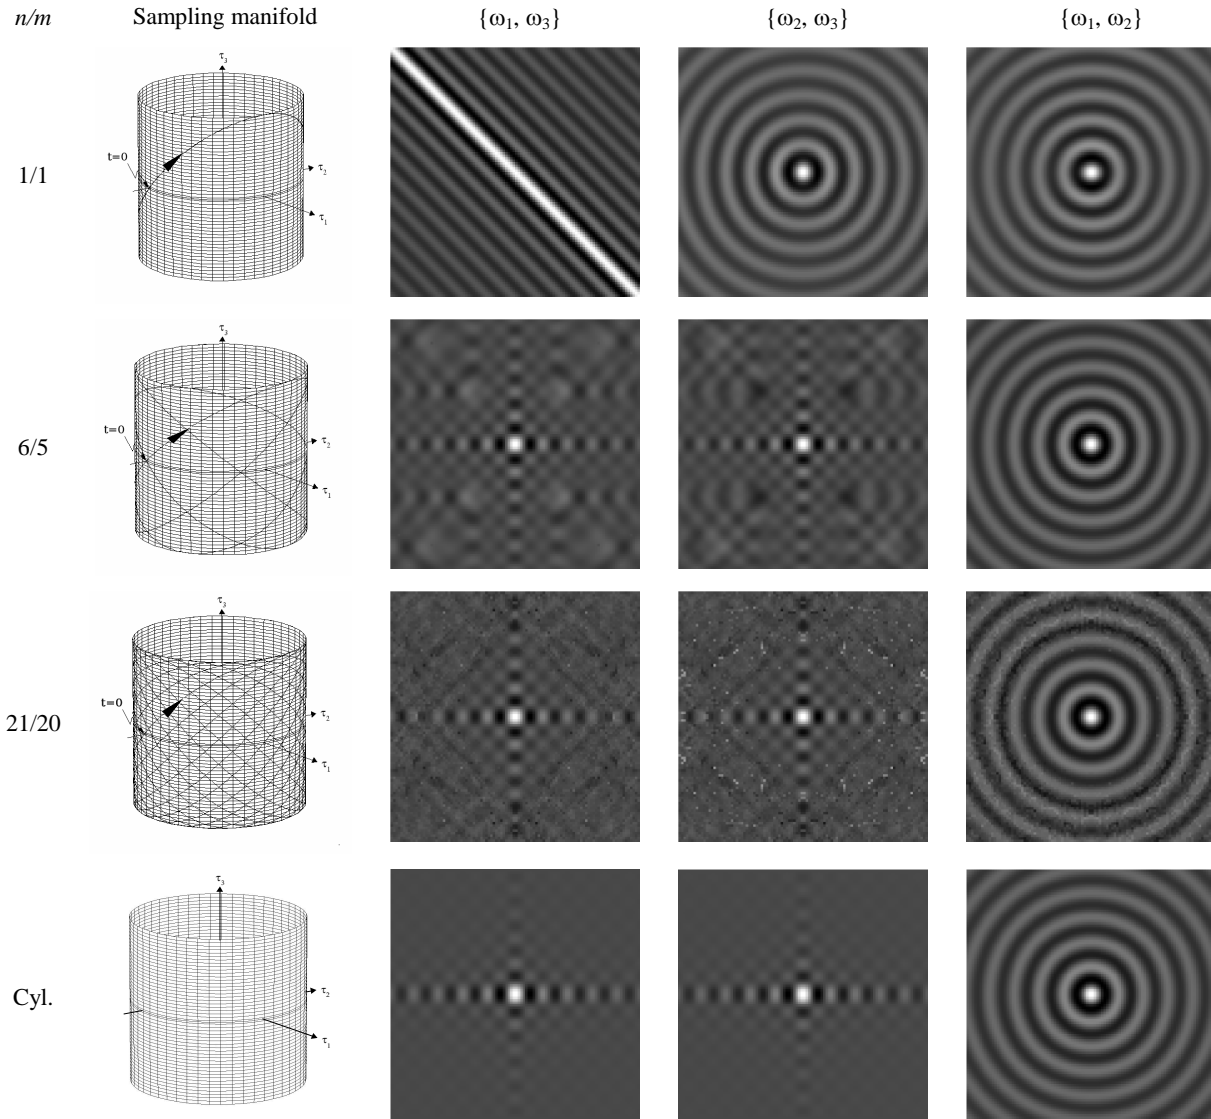 n/m Sampling manifold {ω₁, ω₃} {ω₂, ω₃} {ω₁, ω₂}
1/1
τ₃
t=0
τ₂
τ₁
6/5
τ₃
t=0
τ₂
τ₁
21/20
τ₃
t=0
τ₂
τ₁
Cyl.
τ₃
τ₂
τ₁